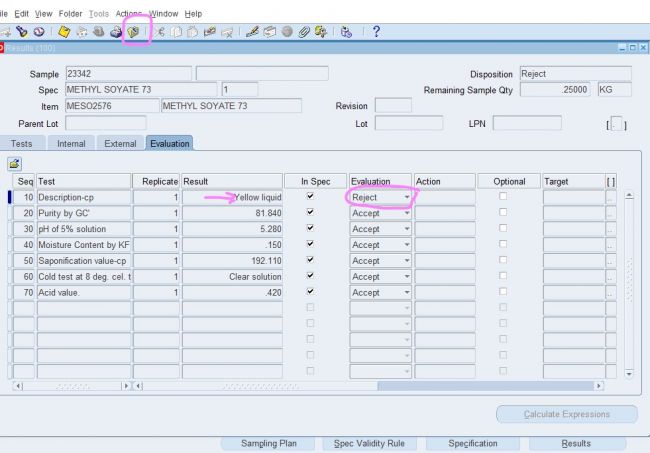 ile Edit View Folder Tools Actions Window Help
Results (100)
Sample 23342 Disposition Reject
Spec METHYL SOYATE 73 1 Remaining Sample Qty .25000 KG
Item MESO2576 METHYL SOYATE 73 Revision
Parent Lot Lot LPN [ . ]
Tests Internal External Evaluation
Seq Test Replicate Result In Spec Evaluation Action Optional Target [ ]
10 Description-cp 1 Yellow liquid Reject
20 Purity by GC' 1 81.840 Accept
30 pH of 5% solution 1 5.280 Accept
40 Moisture Content by KF 1 .150 Accept
50 Saponification value-cp 1 192.110 Accept
60 Cold test at 8 deg. cel. t 1 Clear solution Accept
70 Acid value. 1 .420 Accept
Calculate Expressions
Sampling Plan Spec Validity Rule Specification Results